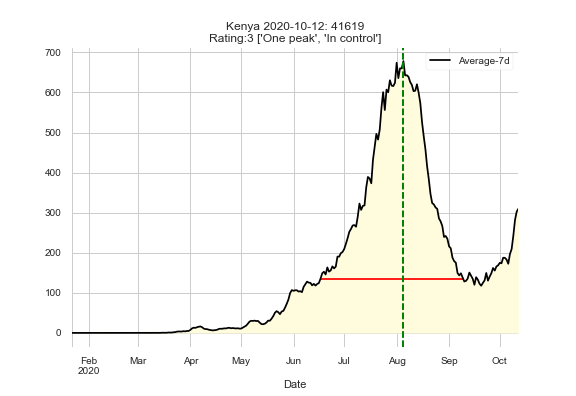 Kenya 2020-10-12: 41619
Rating:3 ['One peak', 'In control']
Average-7d
700
600
500
400
300
200
100
0
Feb Mar Apr May Jun Jul Aug Sep Oct
2020
Date